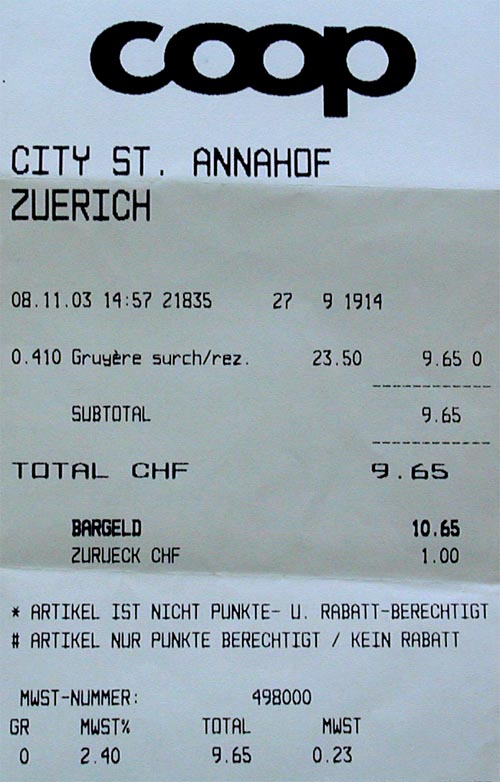 coop
CITY ST. ANNAHOF
ZUERICH
08.11.03 14:57 21835 27 9 1914
0.410 Gruyère surch/rez. 23.50 9.65 0
SUBTOTAL 9.65
TOTAL CHF 9.65
BARGELD 10.65
ZURUECK CHF 1.00
* ARTIKEL IST NICHT PUNKTE- U. RABATT-BERECHTIGT
# ARTIKEL NUR PUNKTE BERECHTIGT / KEIN RABATT
MWST-NUMMER: 498000
GR MWST% TOTAL MWST
0 2.40 9.65 0.23